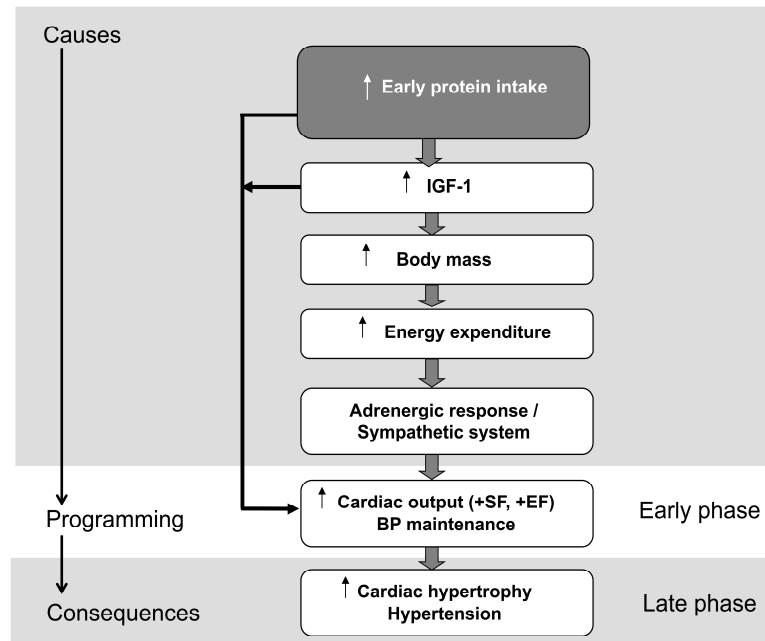 Causes
↑ Early protein intake
↑ IGF-1
↑ Body mass
↑ Energy expenditure
Adrenergic response /
Sympathetic system
↑ Cardiac output (+SF, +EF)
BP maintenance
Programming
Early phase
↑ Cardiac hypertrophy
Hypertension
Consequences
Late phase